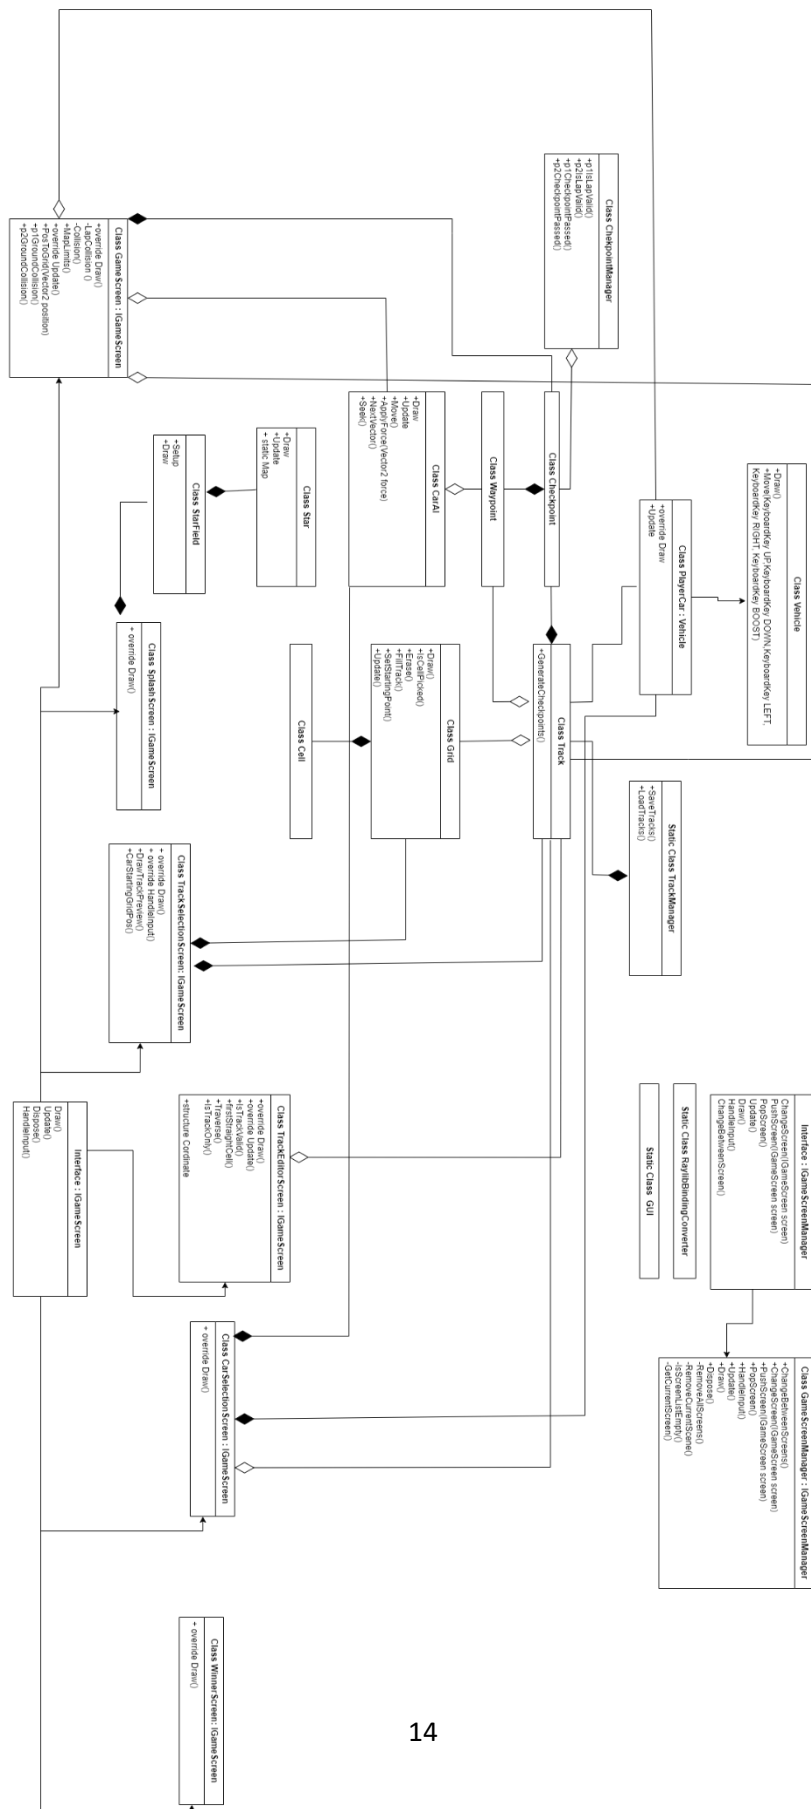 Class Vehicle
+Draw()
+Move(KeyboardKey UP,KeyboardKey DOWN,KeyboardKey LEFT,
KeyboardKey RIGHT, KeyboardKey BOOST)
Class PlayerCar : Vehicle
+override Draw
+Update
Class ChekpointManager
+p1IsLapValid()
+p2IsLapValid()
+p1CheckpointPassed()
+p2CheckpointPassed()
Class Checkpoint
Class Waypoint
Class CarAI
+Draw
+Update
+Move()
+ApplyForce(Vector2 force)
+NextVector()
+Seek()
Class Star
+Draw
+Update
+ static Map
Class StarField
+Setup
+Draw
Class GameScreen : IGameScreen
+override Draw()
-LapCollision ()
-Collision()
+MapLimits()
+override Update()
+PosToGrid(Vector2 position)
+p1GroundCollision()
+p2GroundCollision()
Static Class TrackManager
+SaveTracks()
+LoadTracks()
Class Track
+GenerateCheckpoints()
Class Grid
+Draw()
+IsCellPicked()
+Erase()
+FillTrack()
+SetStartingPoint()
+Update()
Class Cell
Class SplashScreen : IGameScreen
+ override Draw()
Class TrackSelectionScreen: IGameScreen
+ override Draw()
+ override HandleInput()
+DrawTrackPreview()
+CarStartingGridPos()
Interface : IGameScreenManager
ChangeScreen(IGameScreen screen)
PushScreen(IGameScreen screen)
PopScreen()
Update()
Draw()
HandleInput()
ChangeBetweenScreen()
Static Class RaylibBindingConverter
Static Class GUI
Class TrackEditorScreen : IGameScreen
+override Draw()
+override Update()
+IsTrackValid()
+firstStraightCell()
+Traverse()
+IsTrackOnly()
+structure Cordinate
Interface : IGameScreen
Draw()
Update()
Dispose()
HandleInput()
Class GameScreenManager : IGameScreenManager
+ChangeBetweenScreens()
+ChangeScreen(IGameScreen screen)
+PushScreen(IGameScreen screen)
+PopScreen()
+HandleInput()
+Update()
+Draw()
+Dispose()
-RemoveAllScreens()
-RemoveCurrentScene()
-IsScreenListEmpty()
-GetCurrentScreen()
Class CarSelectionScreen : IGameScreen
+ override Draw()
Class WinnerScreen: IGameScreen
+ override Draw()
14